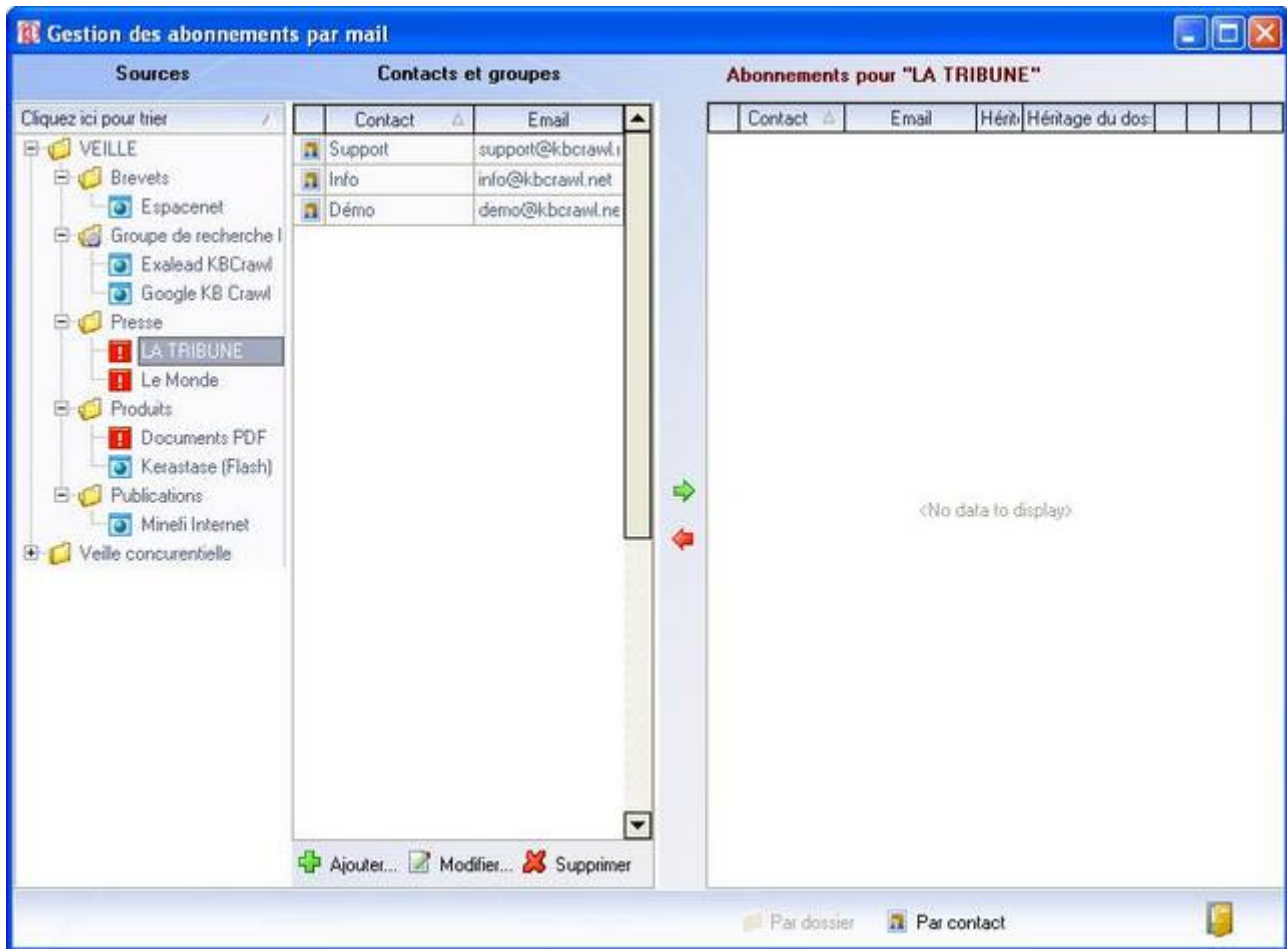 Gestion des abonnements par mail
Sources
Contacts et groupes
Abonnements pour "LA TRIBUNE"
Cliquez ici pour trier
VEILLE
Brevets
Espacenet
Groupe de recherche I
Exalead KBCrawl
Google KB Crawl
Presse
LA TRIBUNE
Le Monde
Produits
Documents PDF
Kerastase (Flash)
Publications
Minefi Internet
Veille concurentielle
Contact Email
Support support@kbcrawl.
Info info@kbcrawl.net
Démo demo@kbcrawl.ne
Ajouter... Modifier... Supprimer
Contact Email Hérit Héritage du dos
<No data to display>
Par dossier Par contact